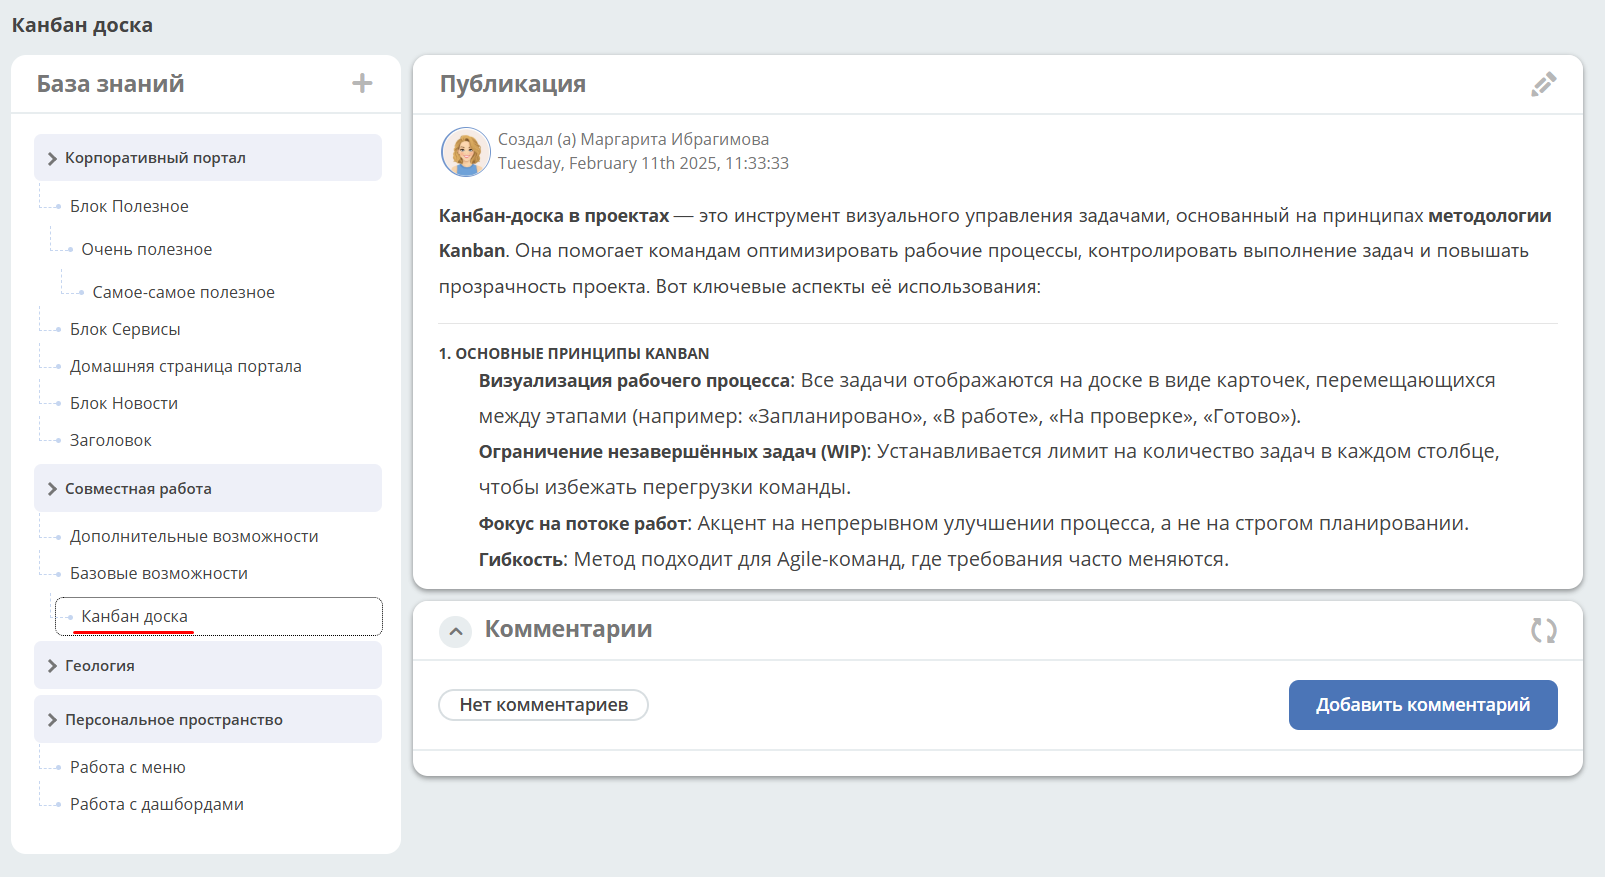 Канбан доска
База знаний
Корпоративный портал
Блок Полезное
Очень полезное
Самое-самое полезное
Блок Сервисы
Домашняя страница портала
Блок Новости
Заголовок
Совместная работа
Дополнительные возможности
Базовые возможности
Канбан доска
Геология
Персональное пространство
Работа с меню
Работа с дашбордами
Публикация
Создал (а) Маргарита Ибрагимова
Tuesday, February 11th 2025, 11:33:33
Канбан-доска в проектах — это инструмент визуального управления задачами, основанный на принципах методологии
Kanban. Она помогает командам оптимизировать рабочие процессы, контролировать выполнение задач и повышать
прозрачность проекта. Вот ключевые аспекты её использования:
1. ОСНОВНЫЕ ПРИНЦИПЫ KANBAN
Визуализация рабочего процесса: Все задачи отображаются на доске в виде карточек, перемещающихся
между этапами (например: «Запланировано», «В работе», «На проверке», «Готово»).
Ограничение незавершённых задач (WIP): Устанавливается лимит на количество задач в каждом столбце,
чтобы избежать перегрузки команды.
Фокус на потоке работ: Акцент на непрерывном улучшении процесса, а не на строгом планировании.
Гибкость: Метод подходит для Agile-команд, где требования часто меняются.
Комментарии
Нет комментариев
Добавить комментарий